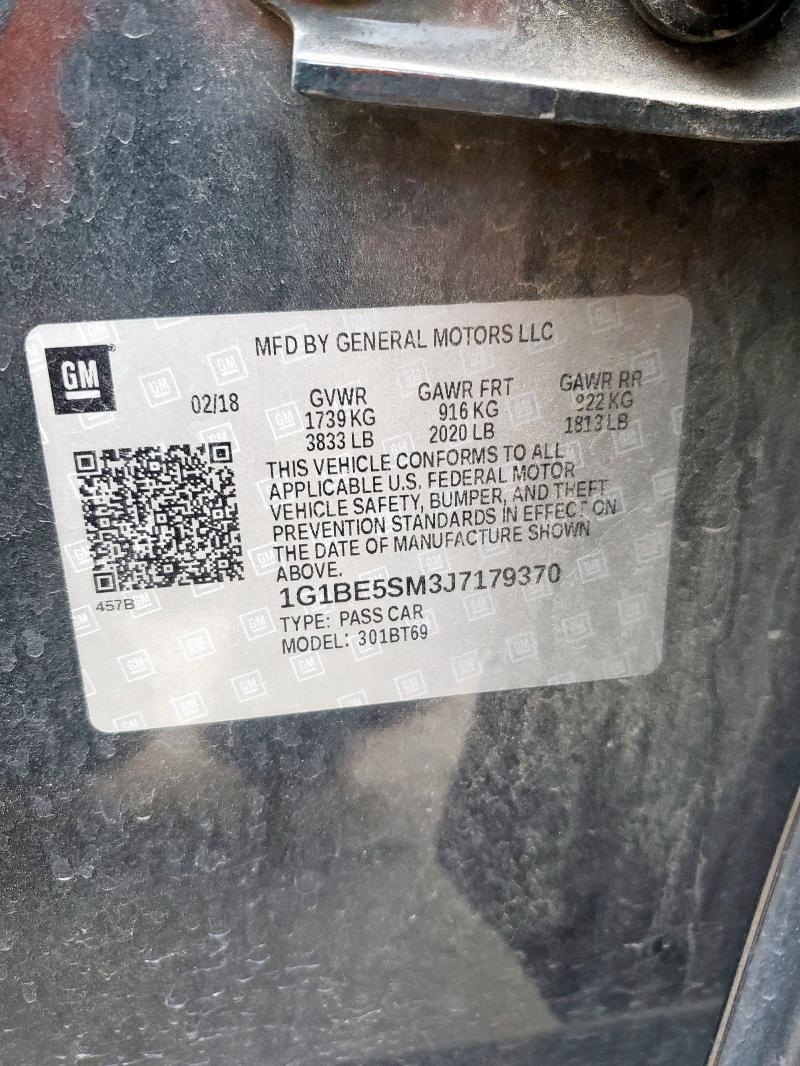 GM
MFD BY GENERAL MOTORS LLC
02/18
GVWR
1739 KG
3833 LB
GAWR FRT
916 KG
2020 LB
GAWR RR
922 KG
1813 LB
THIS VEHICLE CONFORMS TO ALL
APPLICABLE U.S. FEDERAL MOTOR
VEHICLE SAFETY, BUMPER, AND THEFT
PREVENTION STANDARDS IN EFFECT ON
THE DATE OF MANUFACTURE SHOWN
ABOVE.
457B
1G1BE5SM3J7179370
TYPE: PASS CAR
MODEL: 301BT69